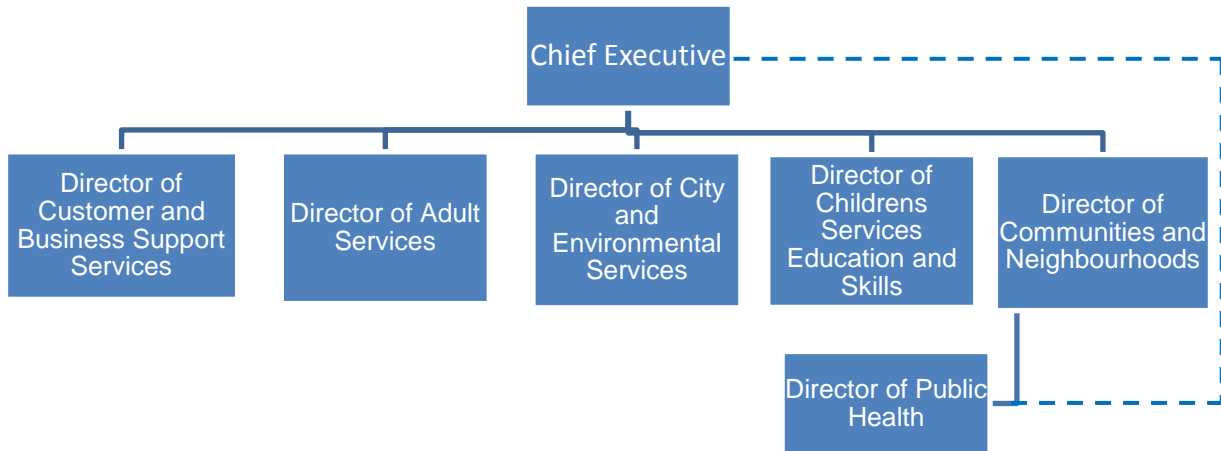 Chief Executive
Director of
Customer and
Business Support
Services
Director of Adult
Services
Director of City
and
Environmental
Services
Director of
Childrens
Services
Education and
Skills
Director of
Communities and
Neighbourhoods
Director of Public
Health